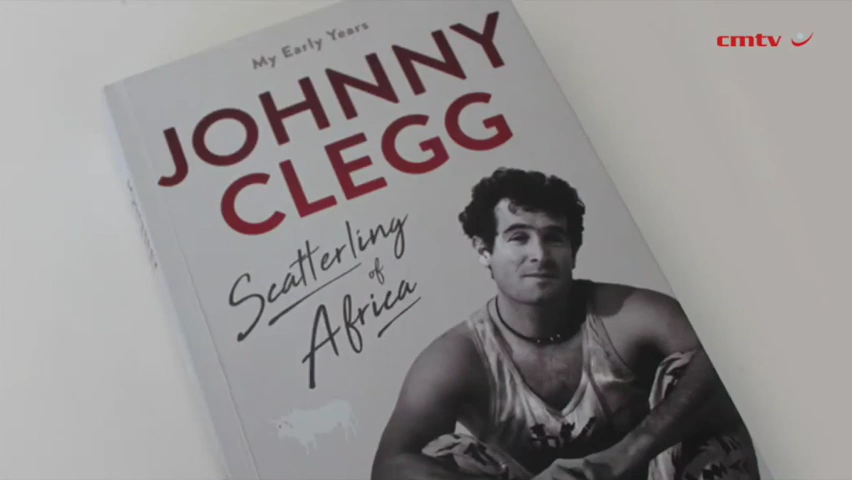 cmtv
My Early Years
JOHNNY
CLEGG
Scatterling
of
Africa